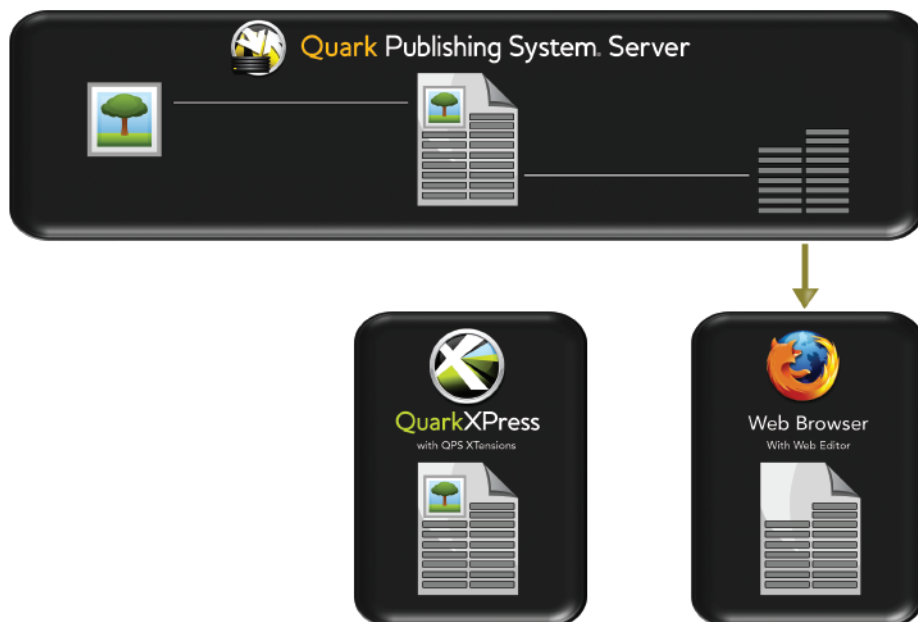 Quark Publishing System. Server
QuarkXPress
with QPS XTensions
Web Browser
With Web Editor